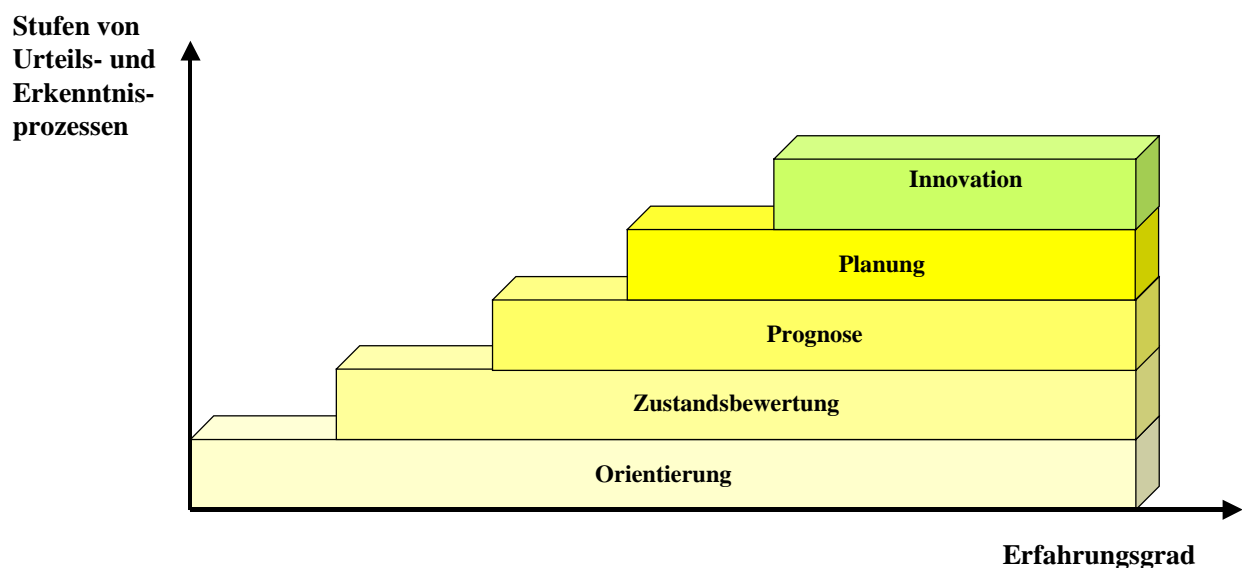 Stufen von
Urteils- und
Erkenntnis-
prozessen
Innovation
Planung
Prognose
Zustandsbewertung
Orientierung
Erfahrungsgrad